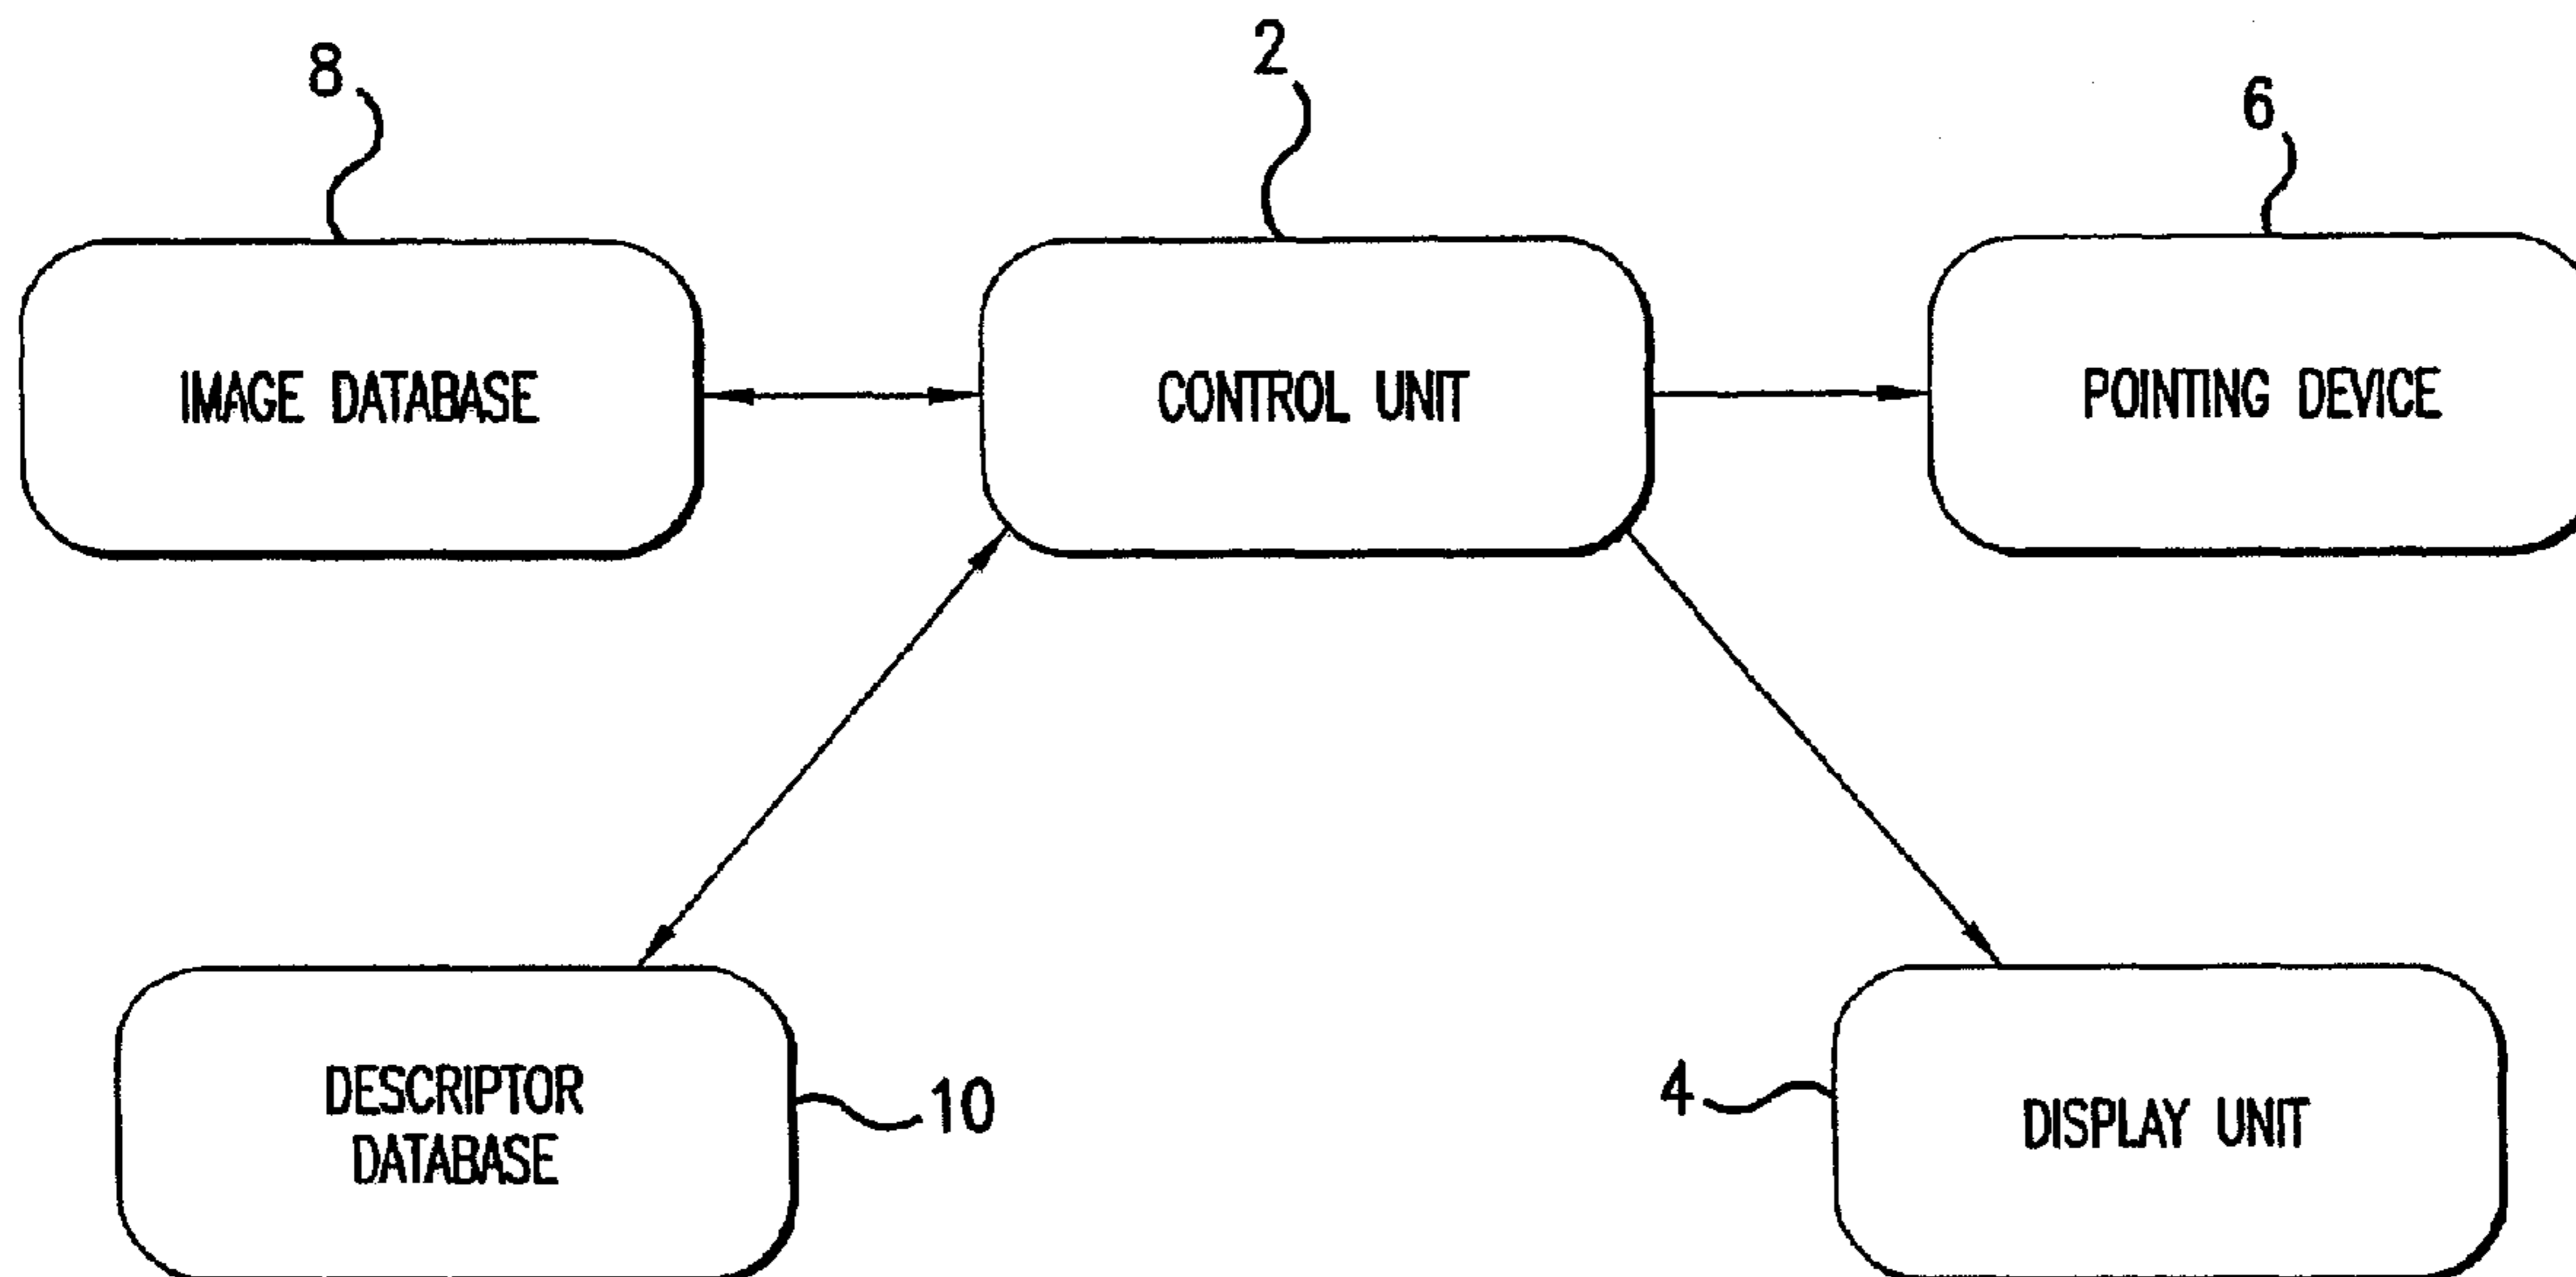 8
2
6
IMAGE DATABASE
CONTROL UNIT
POINTING DEVICE
DESCRIPTOR
DATABASE
10
4
DISPLAY UNIT